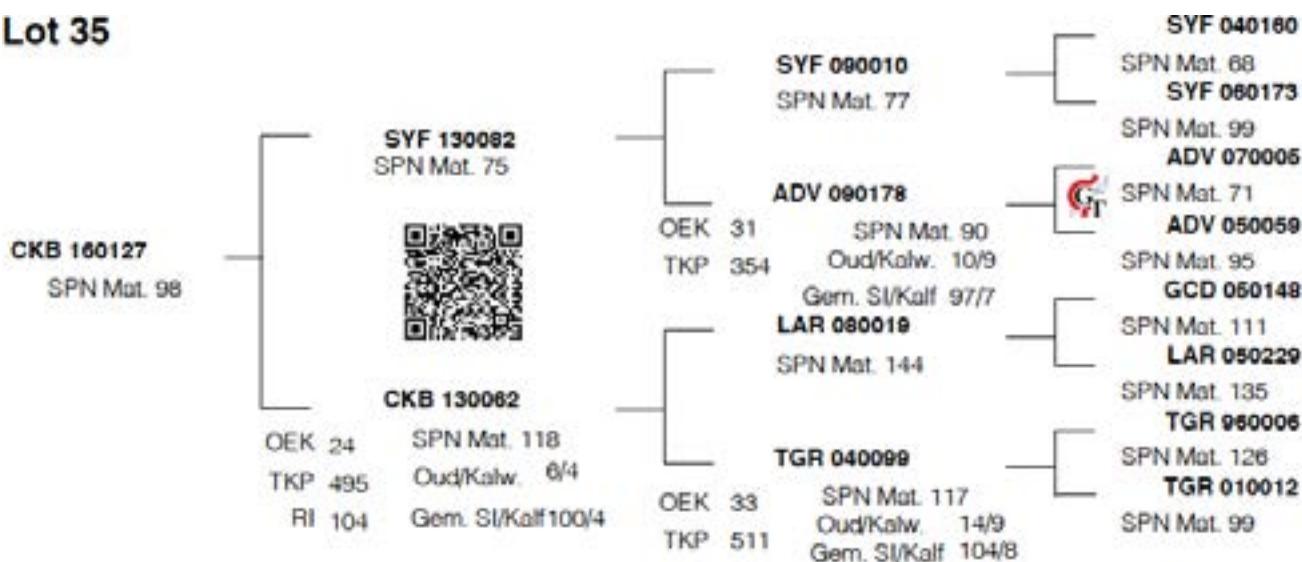 Lot 35
CKB 160127
SPN Mat. 98
SYF 130082
SPN Mat. 75
CKB 130062
OEK 24 SPN Mat. 118
TKP 495 Oud/Kalw. 6/4
RI 104 Gem. SI/Kalf 100/4
SYF 090010
SPN Mat. 77
ADV 090178
OEK 31 SPN Mat. 90
TKP 354 Oud/Kalw. 10/9
Gem. SI/Kalf 97/7
LAR 080019
SPN Mat. 144
TGR 040099
OEK 33 SPN Mat. 117
Oud/Kalw. 14/9
TKP 511 Gem. SI/Kalf 104/8
SYF 040160
SPN Mat. 68
SYF 060173
SPN Mat. 99
ADV 070005
GT SPN Mat. 71
ADV 050059
SPN Mat. 95
GCD 050148
SPN Mat. 111
LAR 050229
SPN Mat. 135
TGR 960006
SPN Mat. 126
TGR 010012
SPN Mat. 99